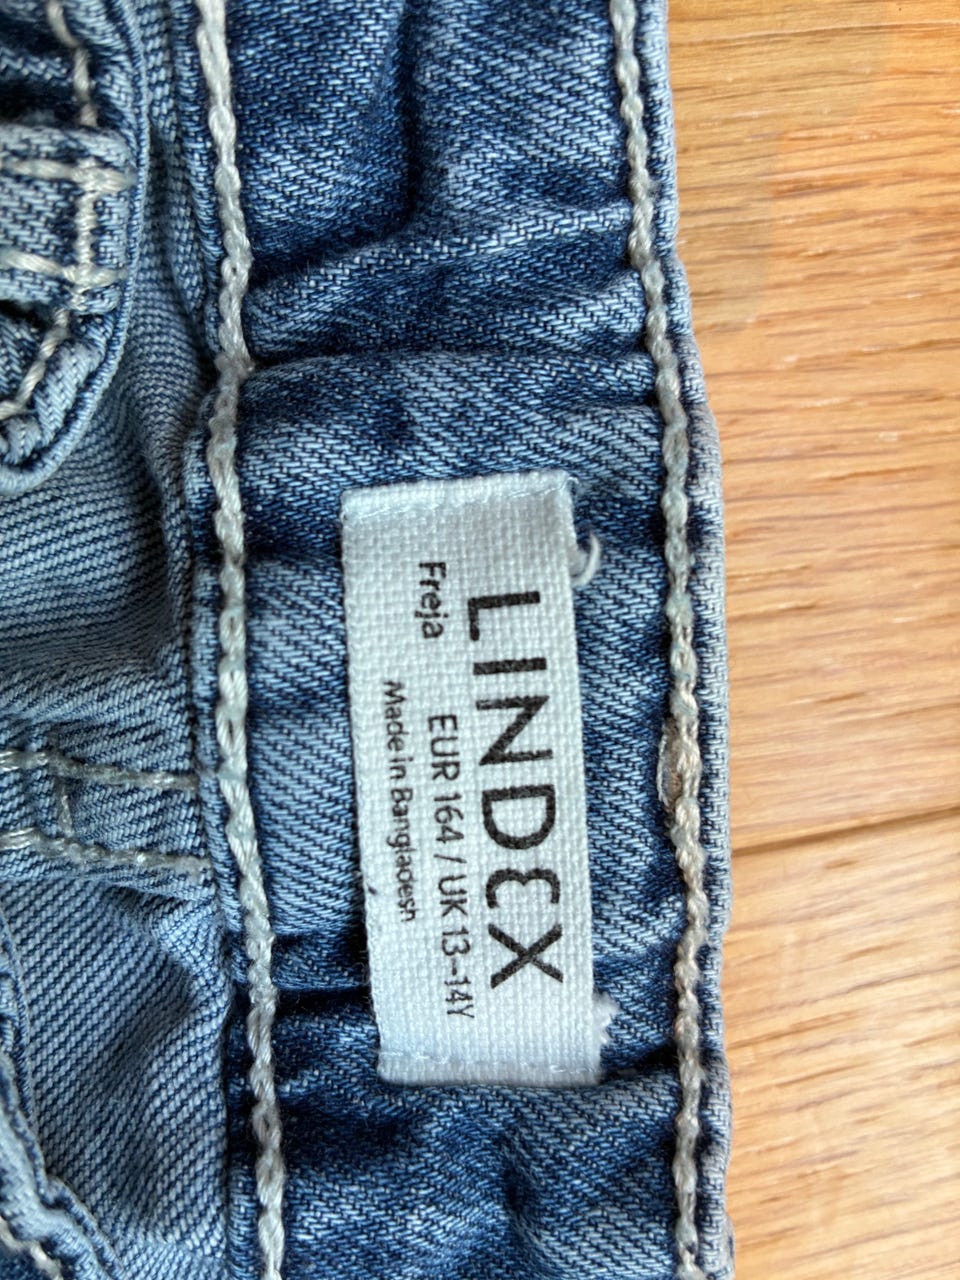 LINDEX
Freja EUR 164 / UK 13-14Y
Made in Bangladesh